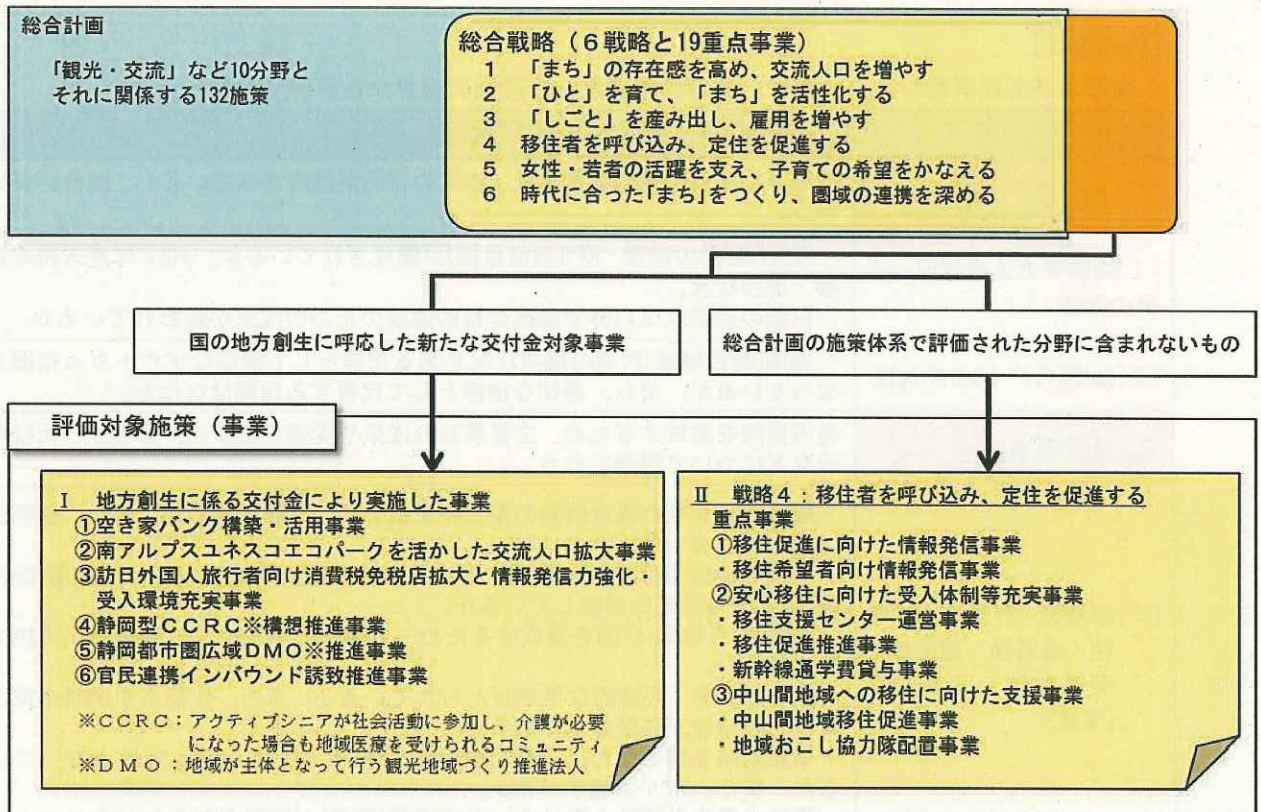 総合計画
「観光・交流」など10分野と
それに関係する132施策
総合戦略（6戦略と19重点事業）
1 「まち」の存在感を高め、交流人口を増やす
2 「ひと」を育て、「まち」を活性化する
3 「しごと」を産み出し、雇用を増やす
4 移住者を呼び込み、定住を促進する
5 女性・若者の活躍を支え、子育ての希望をかなえる
6 時代に合った「まち」をつくり、圏域の連携を深める
国の地方創生に呼応した新たな交付金対象事業
総合計画の施策体系で評価された分野に含まれないもの
評価対象施策（事業）
Ⅰ 地方創生に係る交付金により実施した事業
①空き家バンク構築・活用事業
②南アルプスユネスコエコパークを活かした交流人口拡大事業
③訪日外国人旅行者向け消費税免税店拡大と情報発信力強化・
受入環境充実事業
④静岡型ＣＣＲＣ※構想推進事業
⑤静岡都市圏広域ＤＭＯ※推進事業
⑥官民連携インバウンド誘致推進事業
※ＣＣＲＣ：アクティブシニアが社会活動に参加し、介護が必要
になった場合も地域医療を受けられるコミュニティ
※ＤＭＯ：地域が主体となって行う観光地域づくり推進法人
Ⅱ 戦略４：移住者を呼び込み、定住を促進する
重点事業
①移住促進に向けた情報発信事業
・移住希望者向け情報発信事業
②安心移住に向けた受入体制等充実事業
・移住支援センター運営事業
・移住促進推進事業
・新幹線通学費貸与事業
③中山間地域への移住に向けた支援事業
・中山間地域移住促進事業
・地域おこし協力隊配置事業